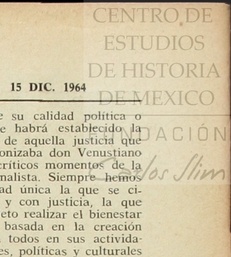 CENTRO DE
ESTUDIOS
DE HISTORIA
DE MEXICO
FUNDACIÓN
Carlos Slim
15 DIC. 1964
e su calidad política o
e habrá establecido la
de aquella justicia que
onizaba don Venustiano
críticos momentos de la
nalista. Siempre hemos
ad única la que se ci-
y con justicia, la que
eto realizar el bienestar
basada en la creación
todos en sus activida-
es, políticas y culturales